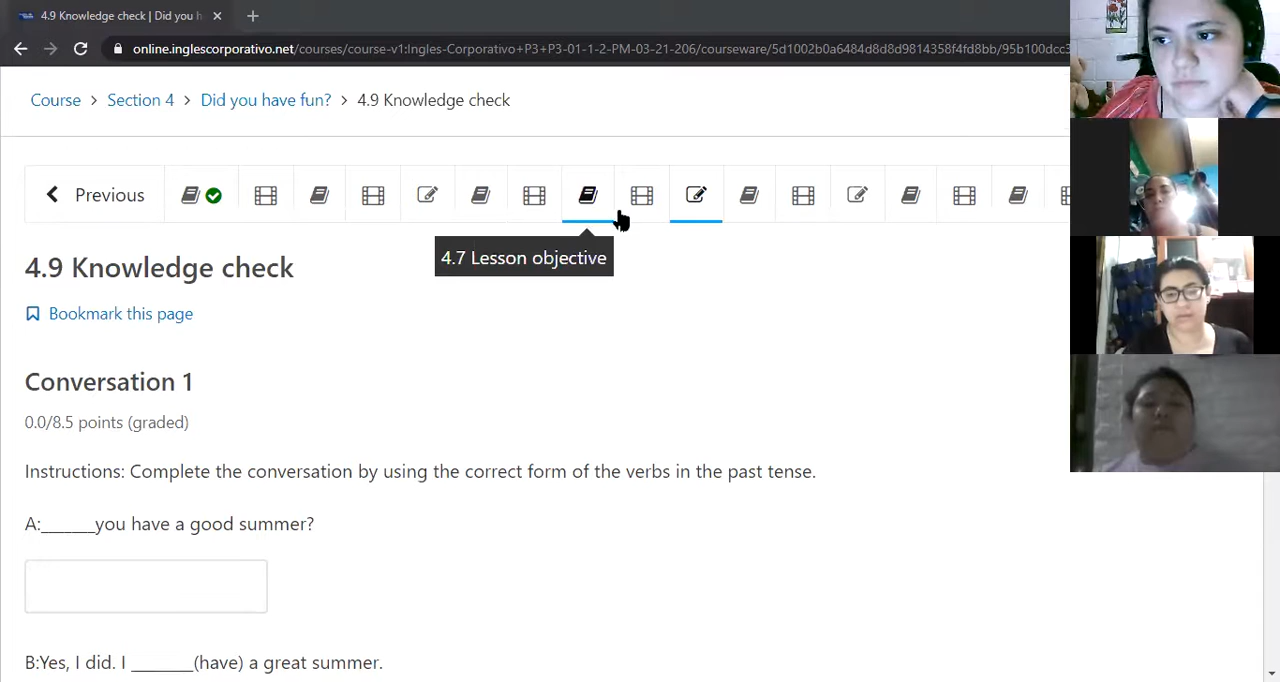 4.9 Knowledge check | Did you h
online.inglescorporativo.net/courses/course-v1:Ingles-Corporativo+P3+P3-01-1-2-PM-03-21-206/courseware/5d1002b0a6484d8d8d9814358f4fd8bb/95b100dcc3
Course > Section 4 > Did you have fun? > 4.9 Knowledge check
Previous
4.7 Lesson objective
4.9 Knowledge check
Bookmark this page
Conversation 1
0.0/8.5 points (graded)
Instructions: Complete the conversation by using the correct form of the verbs in the past tense.
A:______you have a good summer?
B:Yes, I did. I _______(have) a great summer.